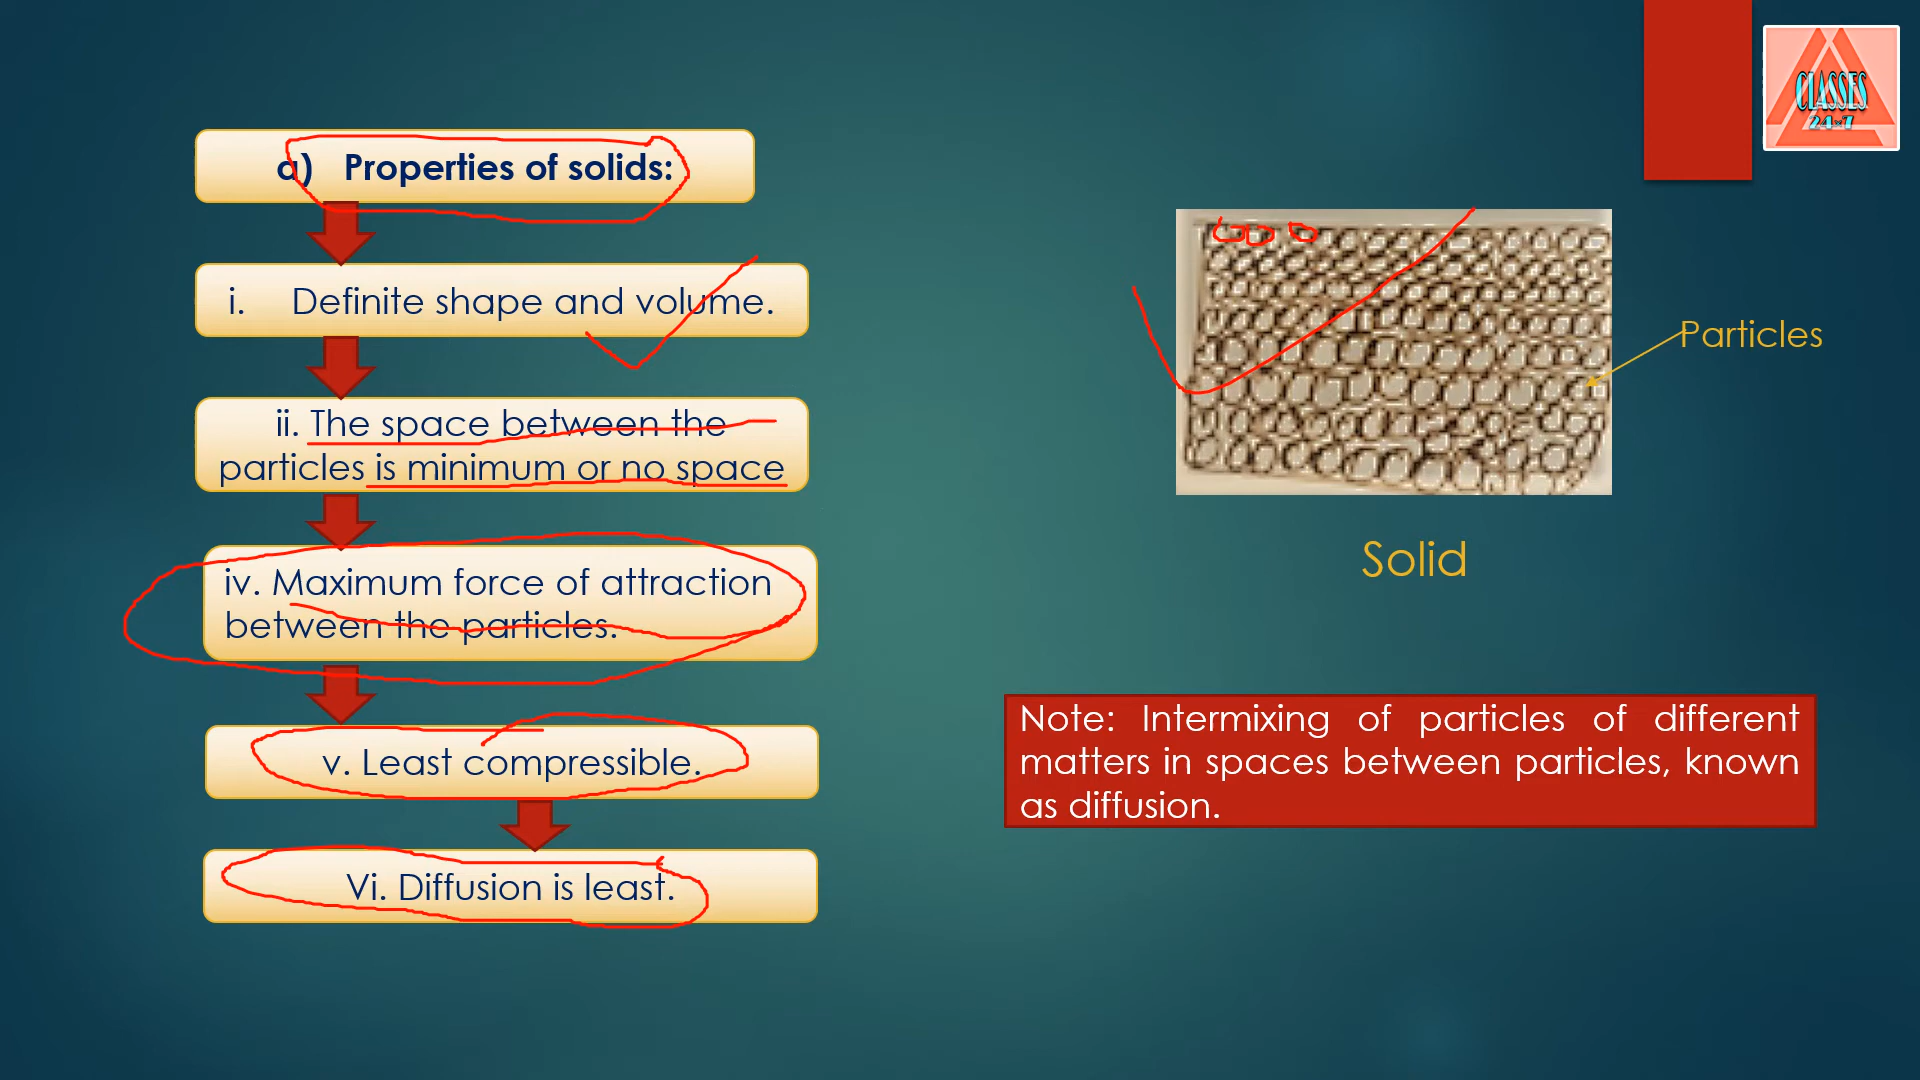 a) Properties of solids:
i. Definite shape and volume.
ii. The space between the
particles is minimum or no space
iv. Maximum force of attraction
between the particles.
v. Least compressible.
Vi. Diffusion is least.
CLASSES
24×7
Particles
Solid
Note: Intermixing of particles of different
matters in spaces between particles, known
as diffusion.